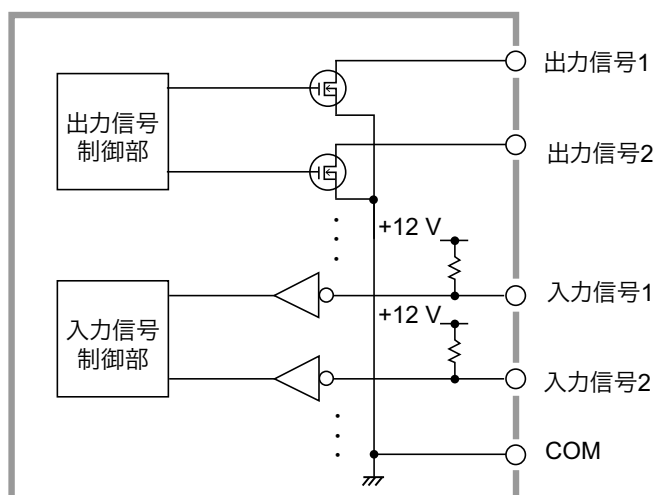 出力信号1
出力信号
制御部
出力信号2
+12 V
入力信号1
+12 V
入力信号
制御部
入力信号2
COM